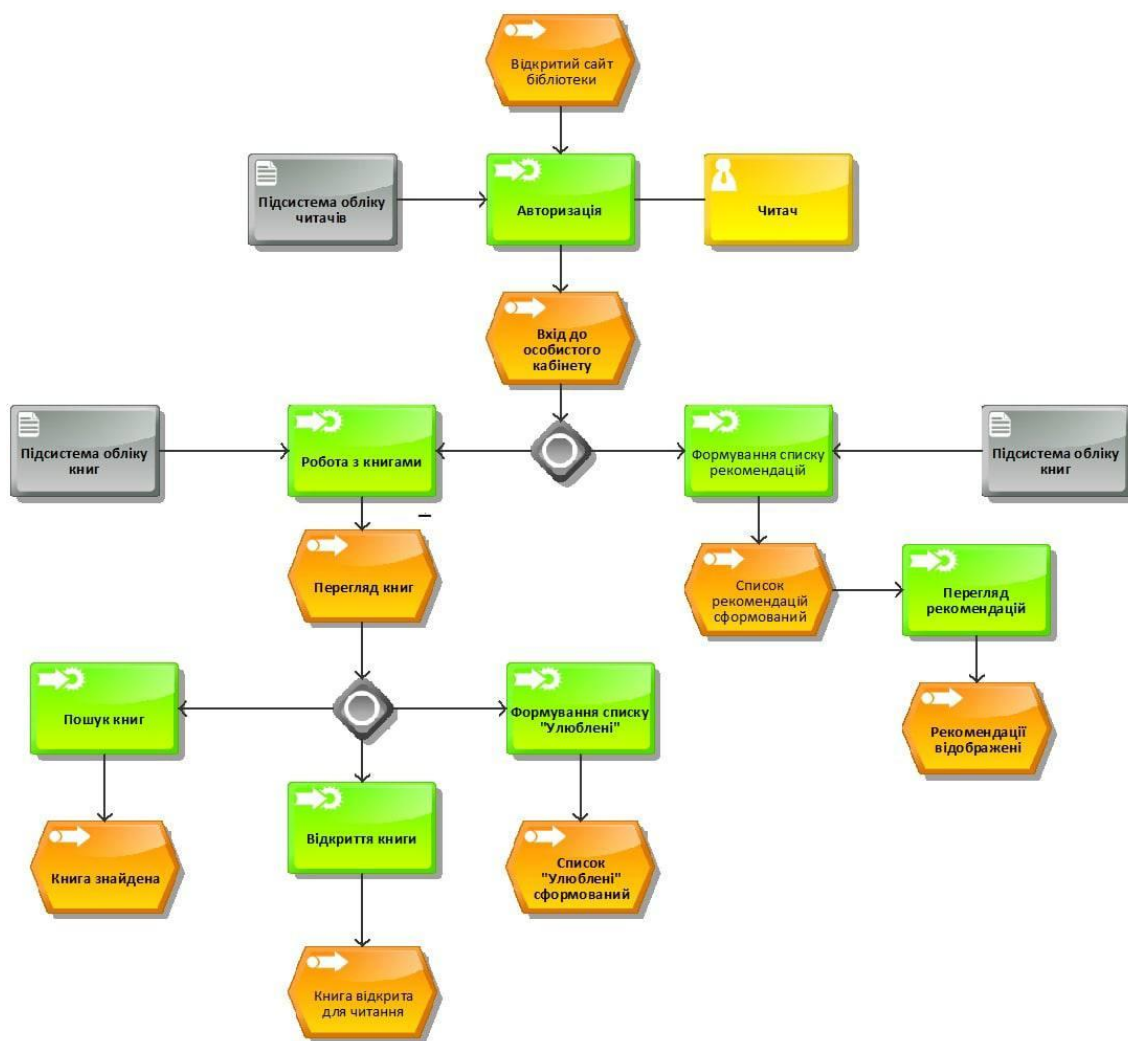 Відкритий сайт
бібліотеки
Підсистема обліку
читачів
Авторизація
Читач
Вхід до
особистого
кабінету
Підсистема обліку
книг
Робота з книгами
Формування списку
рекомендацій
Підсистема обліку
книг
Перегляд книг
Список
рекомендацій
сформований
Перегляд
рекомендацій
Пошук книг
Формування списку
"Улюблені"
Рекомендації
відображені
Відкриття книги
Книга знайдена
Список
"Улюблені"
сформований
Книга відкрита
для читання